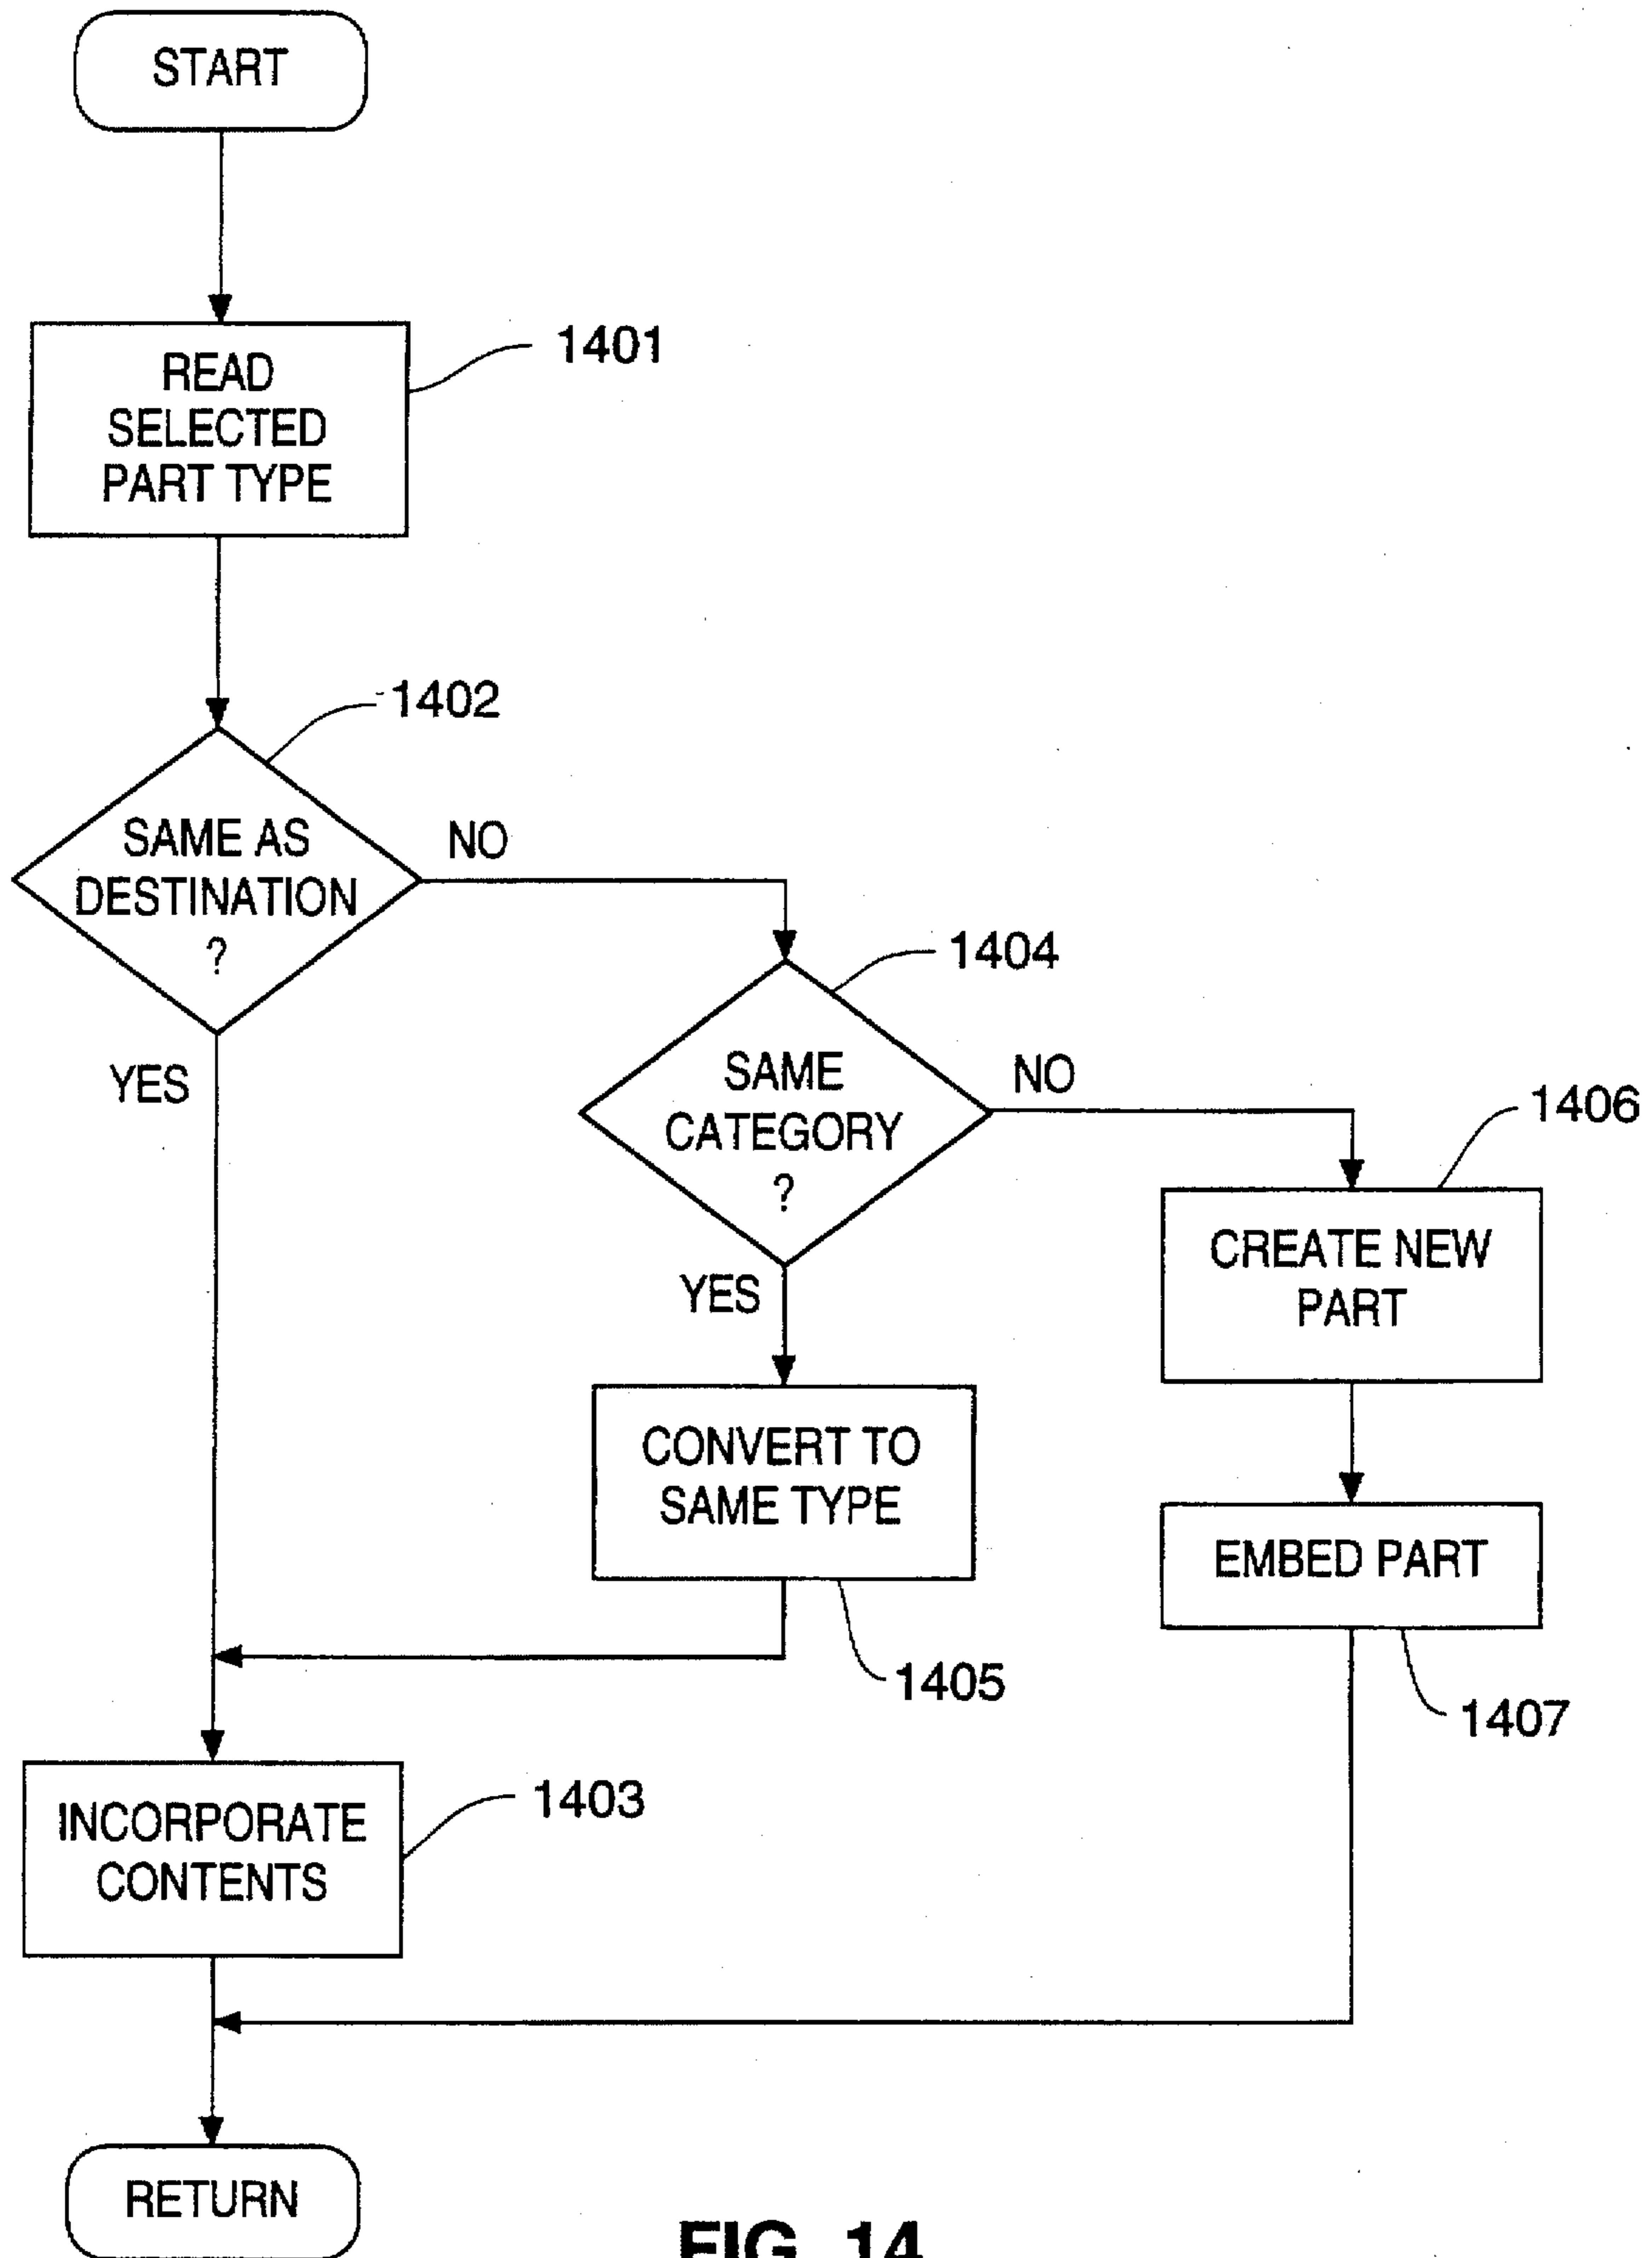 START
READ
SELECTED
PART TYPE
1401
1402
SAME AS
DESTINATION
?
NO
YES
1404
SAME
CATEGORY
?
NO
YES
1406
CREATE NEW
PART
CONVERT TO
SAME TYPE
1405
EMBED PART
1407
INCORPORATE
CONTENTS
1403
RETURN
FIG. 14